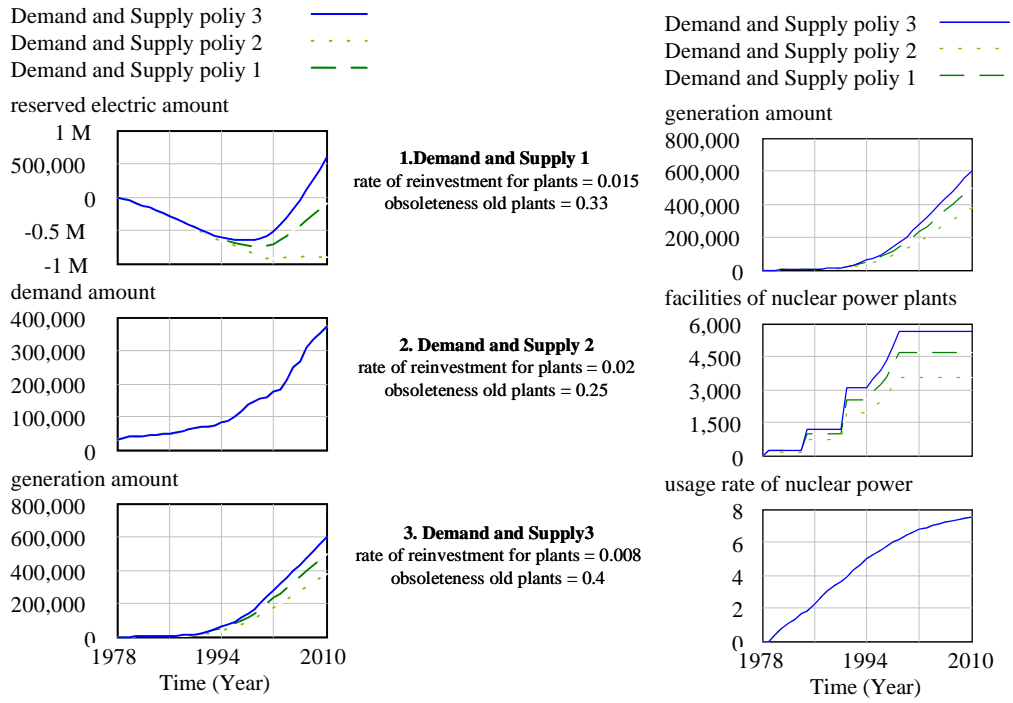 Demand and Supply poliy 3
Demand and Supply poliy 2
Demand and Supply poliy 1
reserved electric amount
1 M
500,000
0
-0.5 M
-1 M
demand amount
400,000
300,000
200,000
100,000
0
generation amount
800,000
600,000
400,000
200,000
0
1978
1994
2010
Time (Year)
1.Demand and Supply 1
rate of reinvestment for plants = 0.015
obsoleteness old plants = 0.33
2. Demand and Supply 2
rate of reinvestment for plants = 0.02
obsoleteness old plants = 0.25
3. Demand and Supply3
rate of reinvestment for plants = 0.008
obsoleteness old plants = 0.4
Demand and Supply poliy 3
Demand and Supply poliy 2
Demand and Supply poliy 1
generation amount
800,000
600,000
400,000
200,000
0
facilities of nuclear power plants
6,000
4,500
3,000
1,500
0
usage rate of nuclear power
8
6
4
2
0
1978
1994
2010
Time (Year)